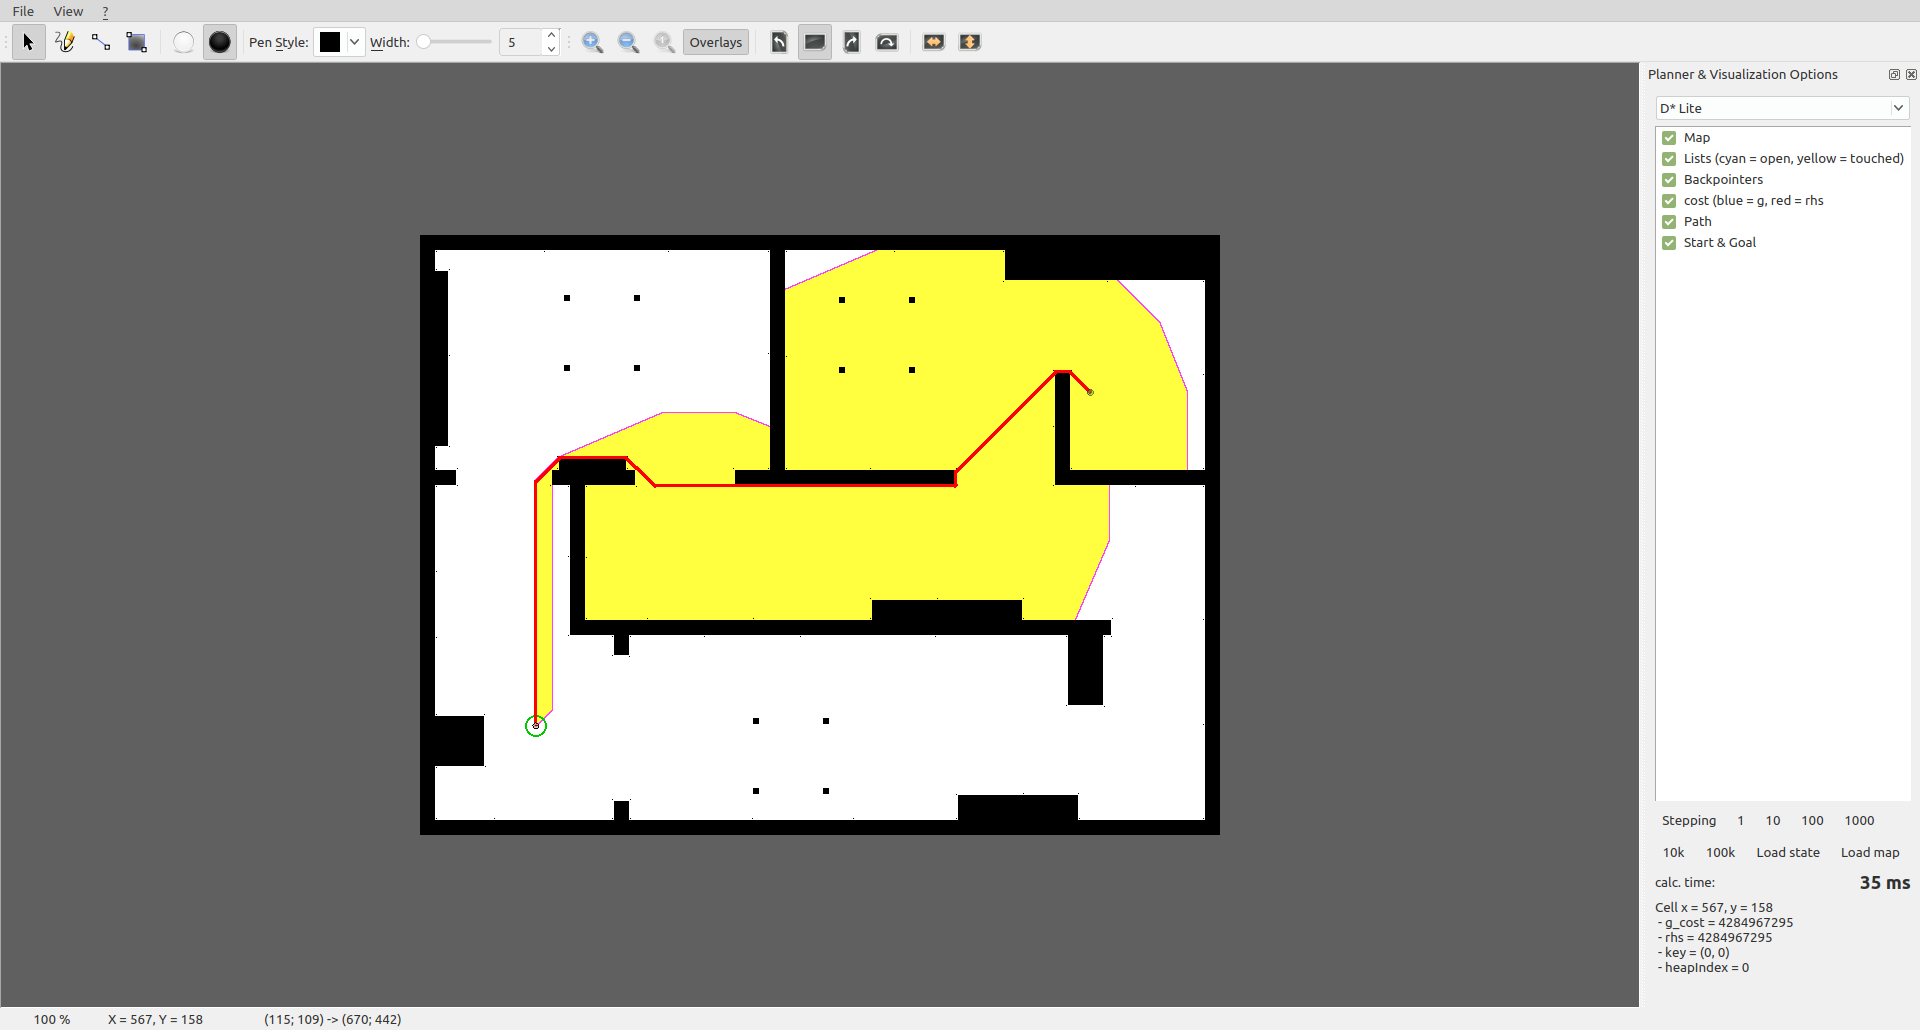 File View ?
Pen Style: Width: 5 Overlays
Planner & Visualization Options
D* Lite
Map
Lists (cyan = open, yellow = touched)
Backpointers
cost (blue = g, red = rhs
Path
Start & Goal
Stepping 1 10 100 1000
10k 100k Load state Load map
calc. time: 35 ms
Cell x = 567, y = 158
- g_cost = 4284967295
- rhs = 4284967295
- key = (0, 0)
- heapIndex = 0
100 % X = 567, Y = 158 (115; 109) -> (670; 442)